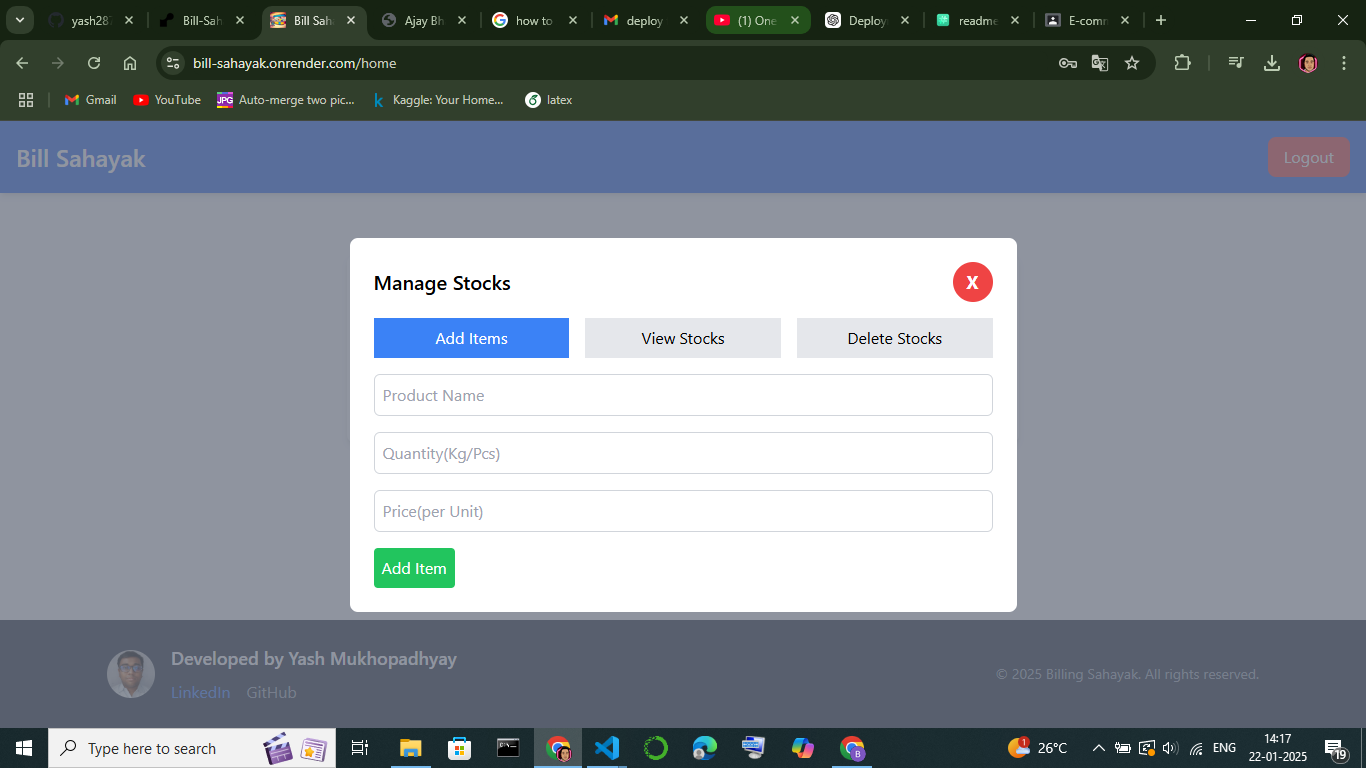 yash287
Bill-Sah
Bill Sah
Ajay Bh
how to
deploy
(1) One
Deploy
readme
E-comm
bill-sahayak.onrender.com/home
Gmail
YouTube
JPG
Auto-merge two pic...
Kaggle: Your Home...
latex
Bill Sahayak
Logout
Manage Stocks
X
Add Items
View Stocks
Delete Stocks
Product Name
Quantity(Kg/Pcs)
Price(per Unit)
Add Item
Developed by Yash Mukhopadhyay
LinkedIn
GitHub
© 2025 Billing Sahayak. All rights reserved.
Type here to search
B
1
26°C
ENG
14:17
22-01-2025
19